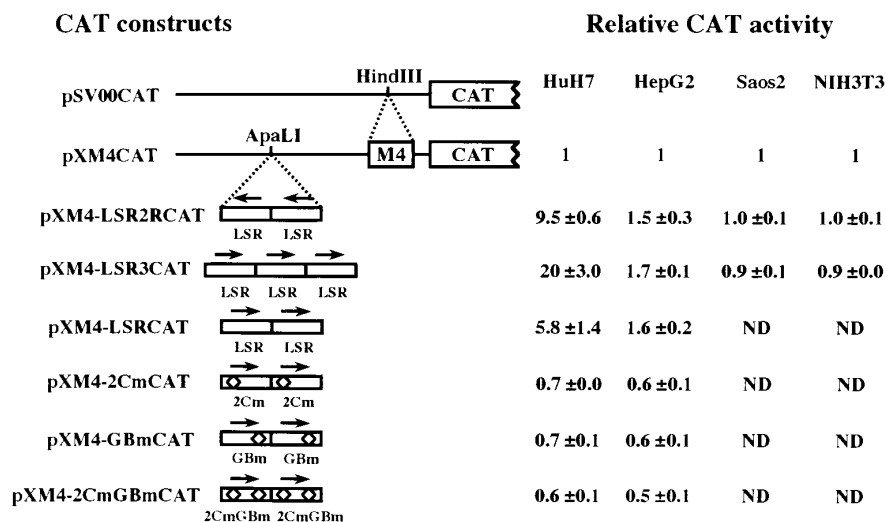 CAT constructs Relative CAT activity
HindIII HuH7 HepG2 Saos2 NIH3T3
pSV00CAT CAT
ApaLI
pXM4CAT M4 CAT 1 1 1 1
pXM4-LSR2RCAT 9.5 ±0.6 1.5 ±0.3 1.0 ±0.1 1.0 ±0.1
LSR LSR
pXM4-LSR3CAT 20 ±3.0 1.7 ±0.1 0.9 ±0.1 0.9 ±0.0
LSR LSR LSR
pXM4-LSRCAT 5.8 ±1.4 1.6 ±0.2 ND ND
LSR LSR
pXM4-2CmCAT 0.7 ±0.0 0.6 ±0.1 ND ND
2Cm 2Cm
pXM4-GBmCAT 0.7 ±0.1 0.6 ±0.1 ND ND
GBm GBm
pXM4-2CmGBmCAT 0.6 ±0.1 0.5 ±0.1 ND ND
2CmGBm 2CmGBm